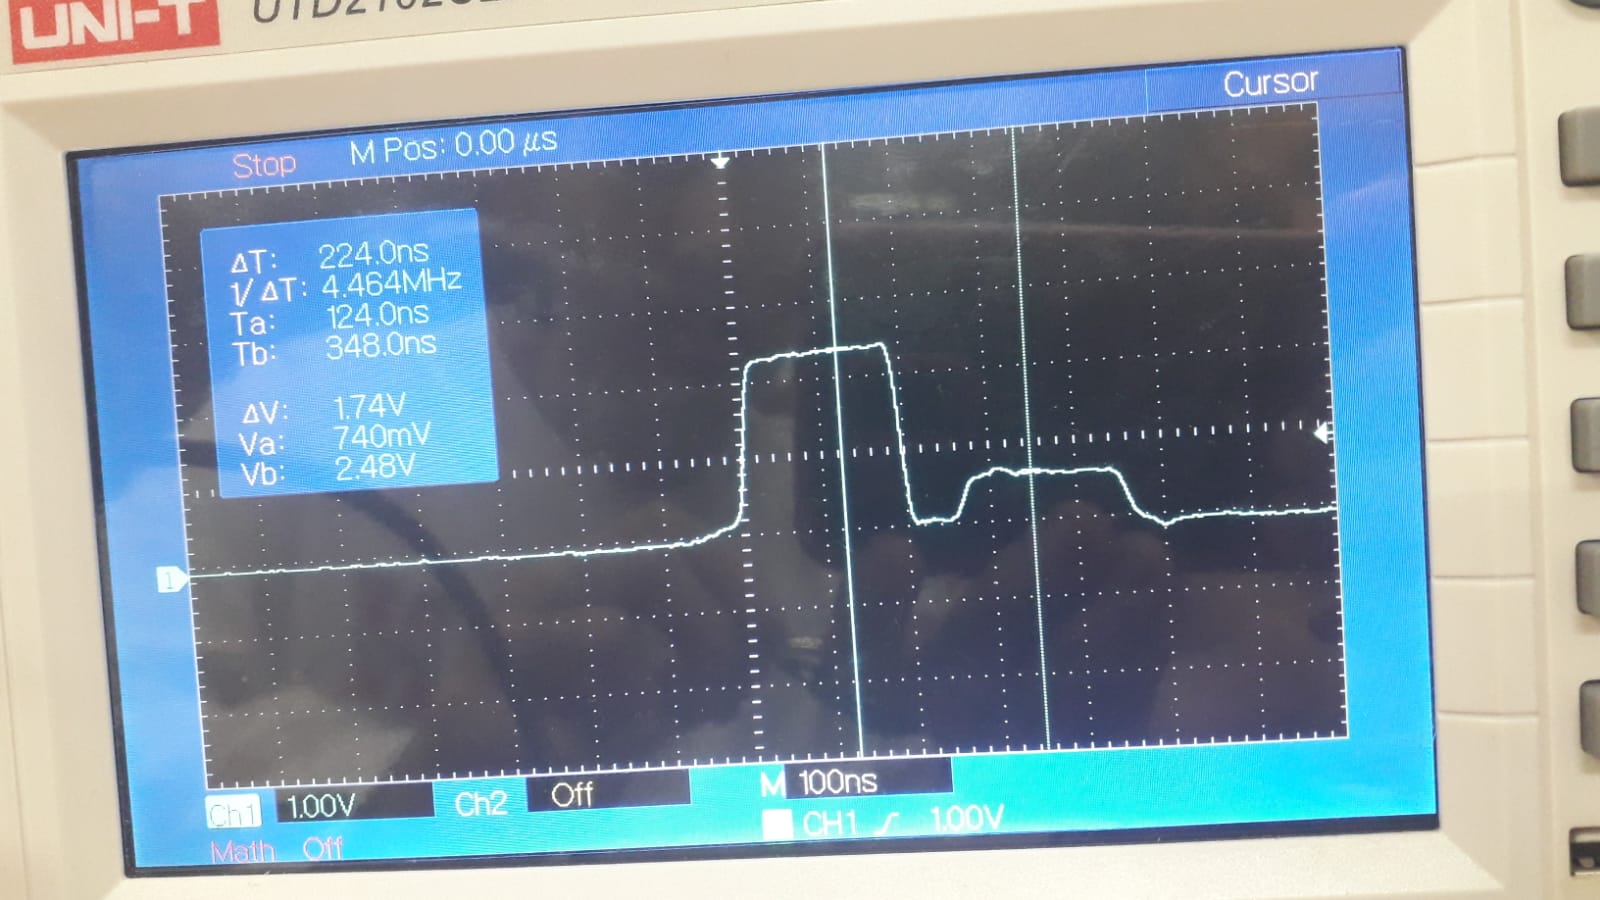 UNI-T
Cursor
Stop M Pos: 0.00 μs
ΔT: 224.0ns
1/ΔT: 4.464MHz
Ta: 124.0ns
Tb: 348.0ns
ΔV: 1.74V
Va: 740mV
Vb: 2.48V
1
Ch1 1.00V Ch2 Off M 100ns
CH1 1.00V
Math Off